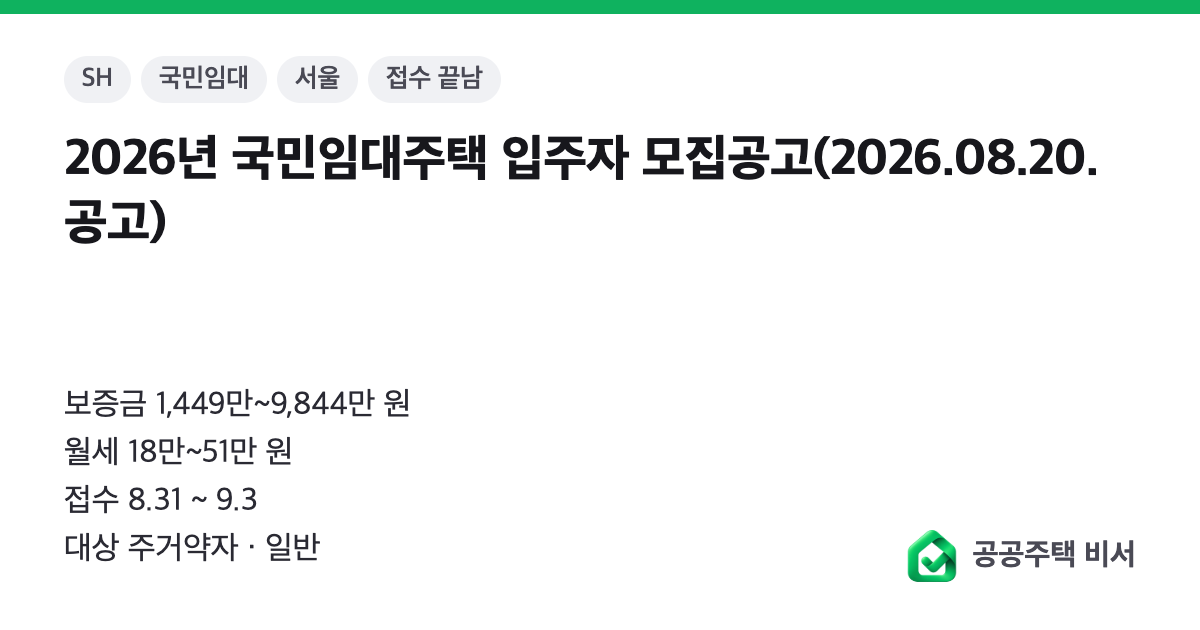 SH 국민임대 서울 접수 끝남
2026년 국민임대주택 입주자 모집공고(2026.08.20.
공고)
보증금 1,449만~9,844만 원
월세 18만~51만 원
접수 8.31 ~ 9.3
대상 주거약자 · 일반
공공주택 비서